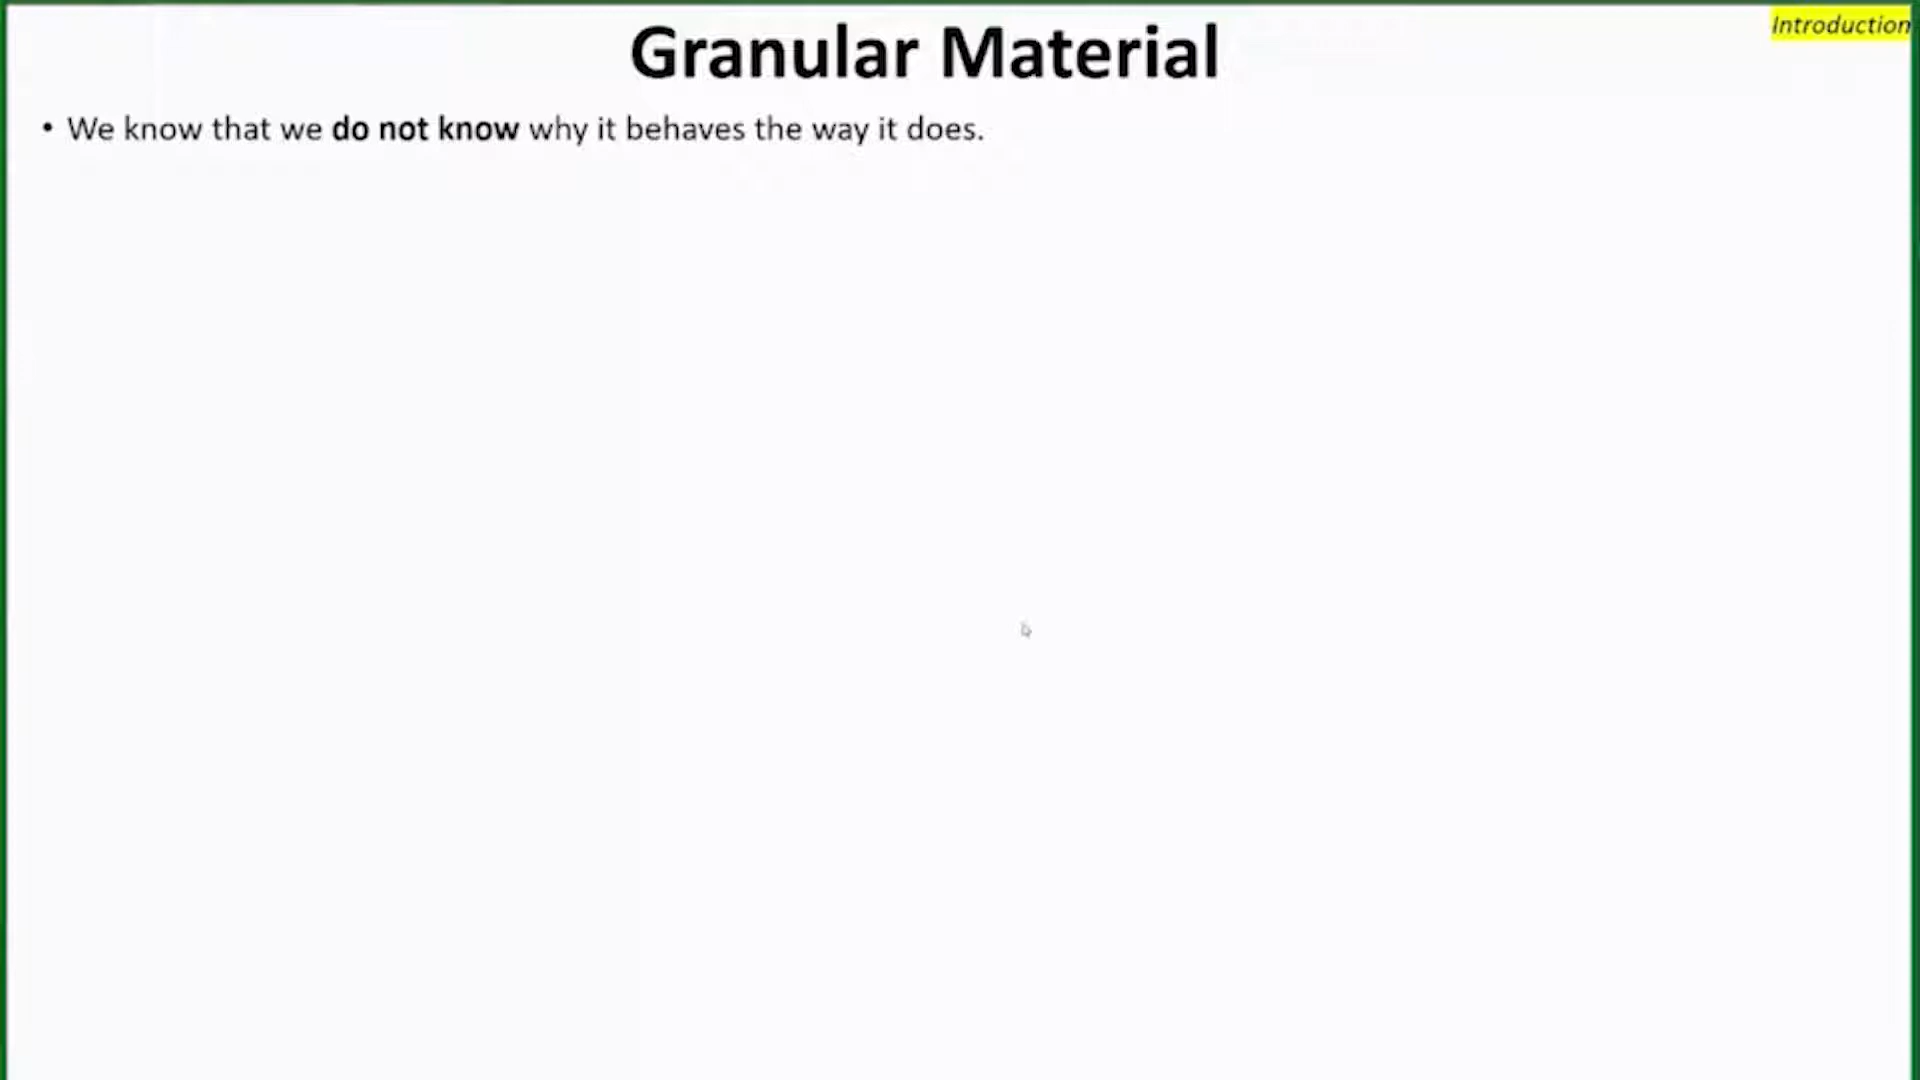 Introduction
Granular Material
• We know that we do not know why it behaves the way it does.